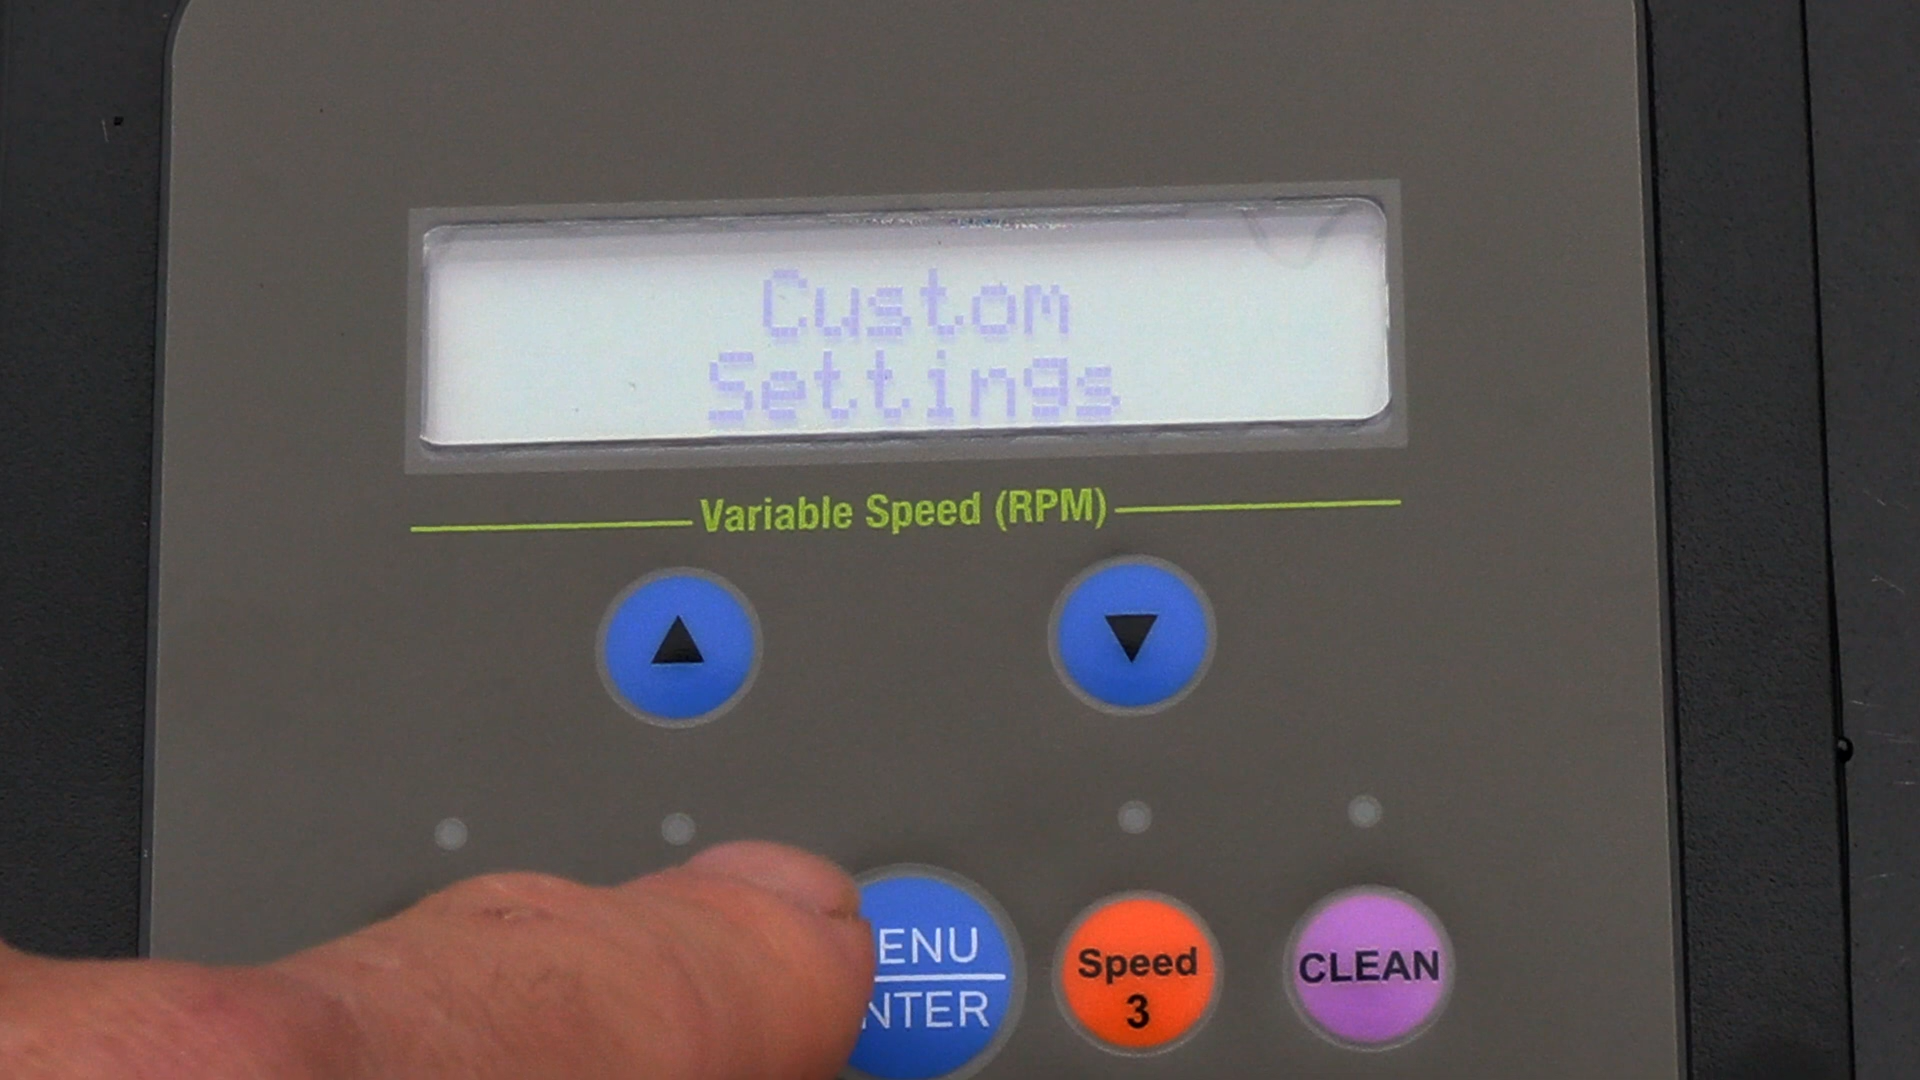 Custom
Settings
Variable Speed (RPM)
ENU
NTER
Speed
3
CLEAN